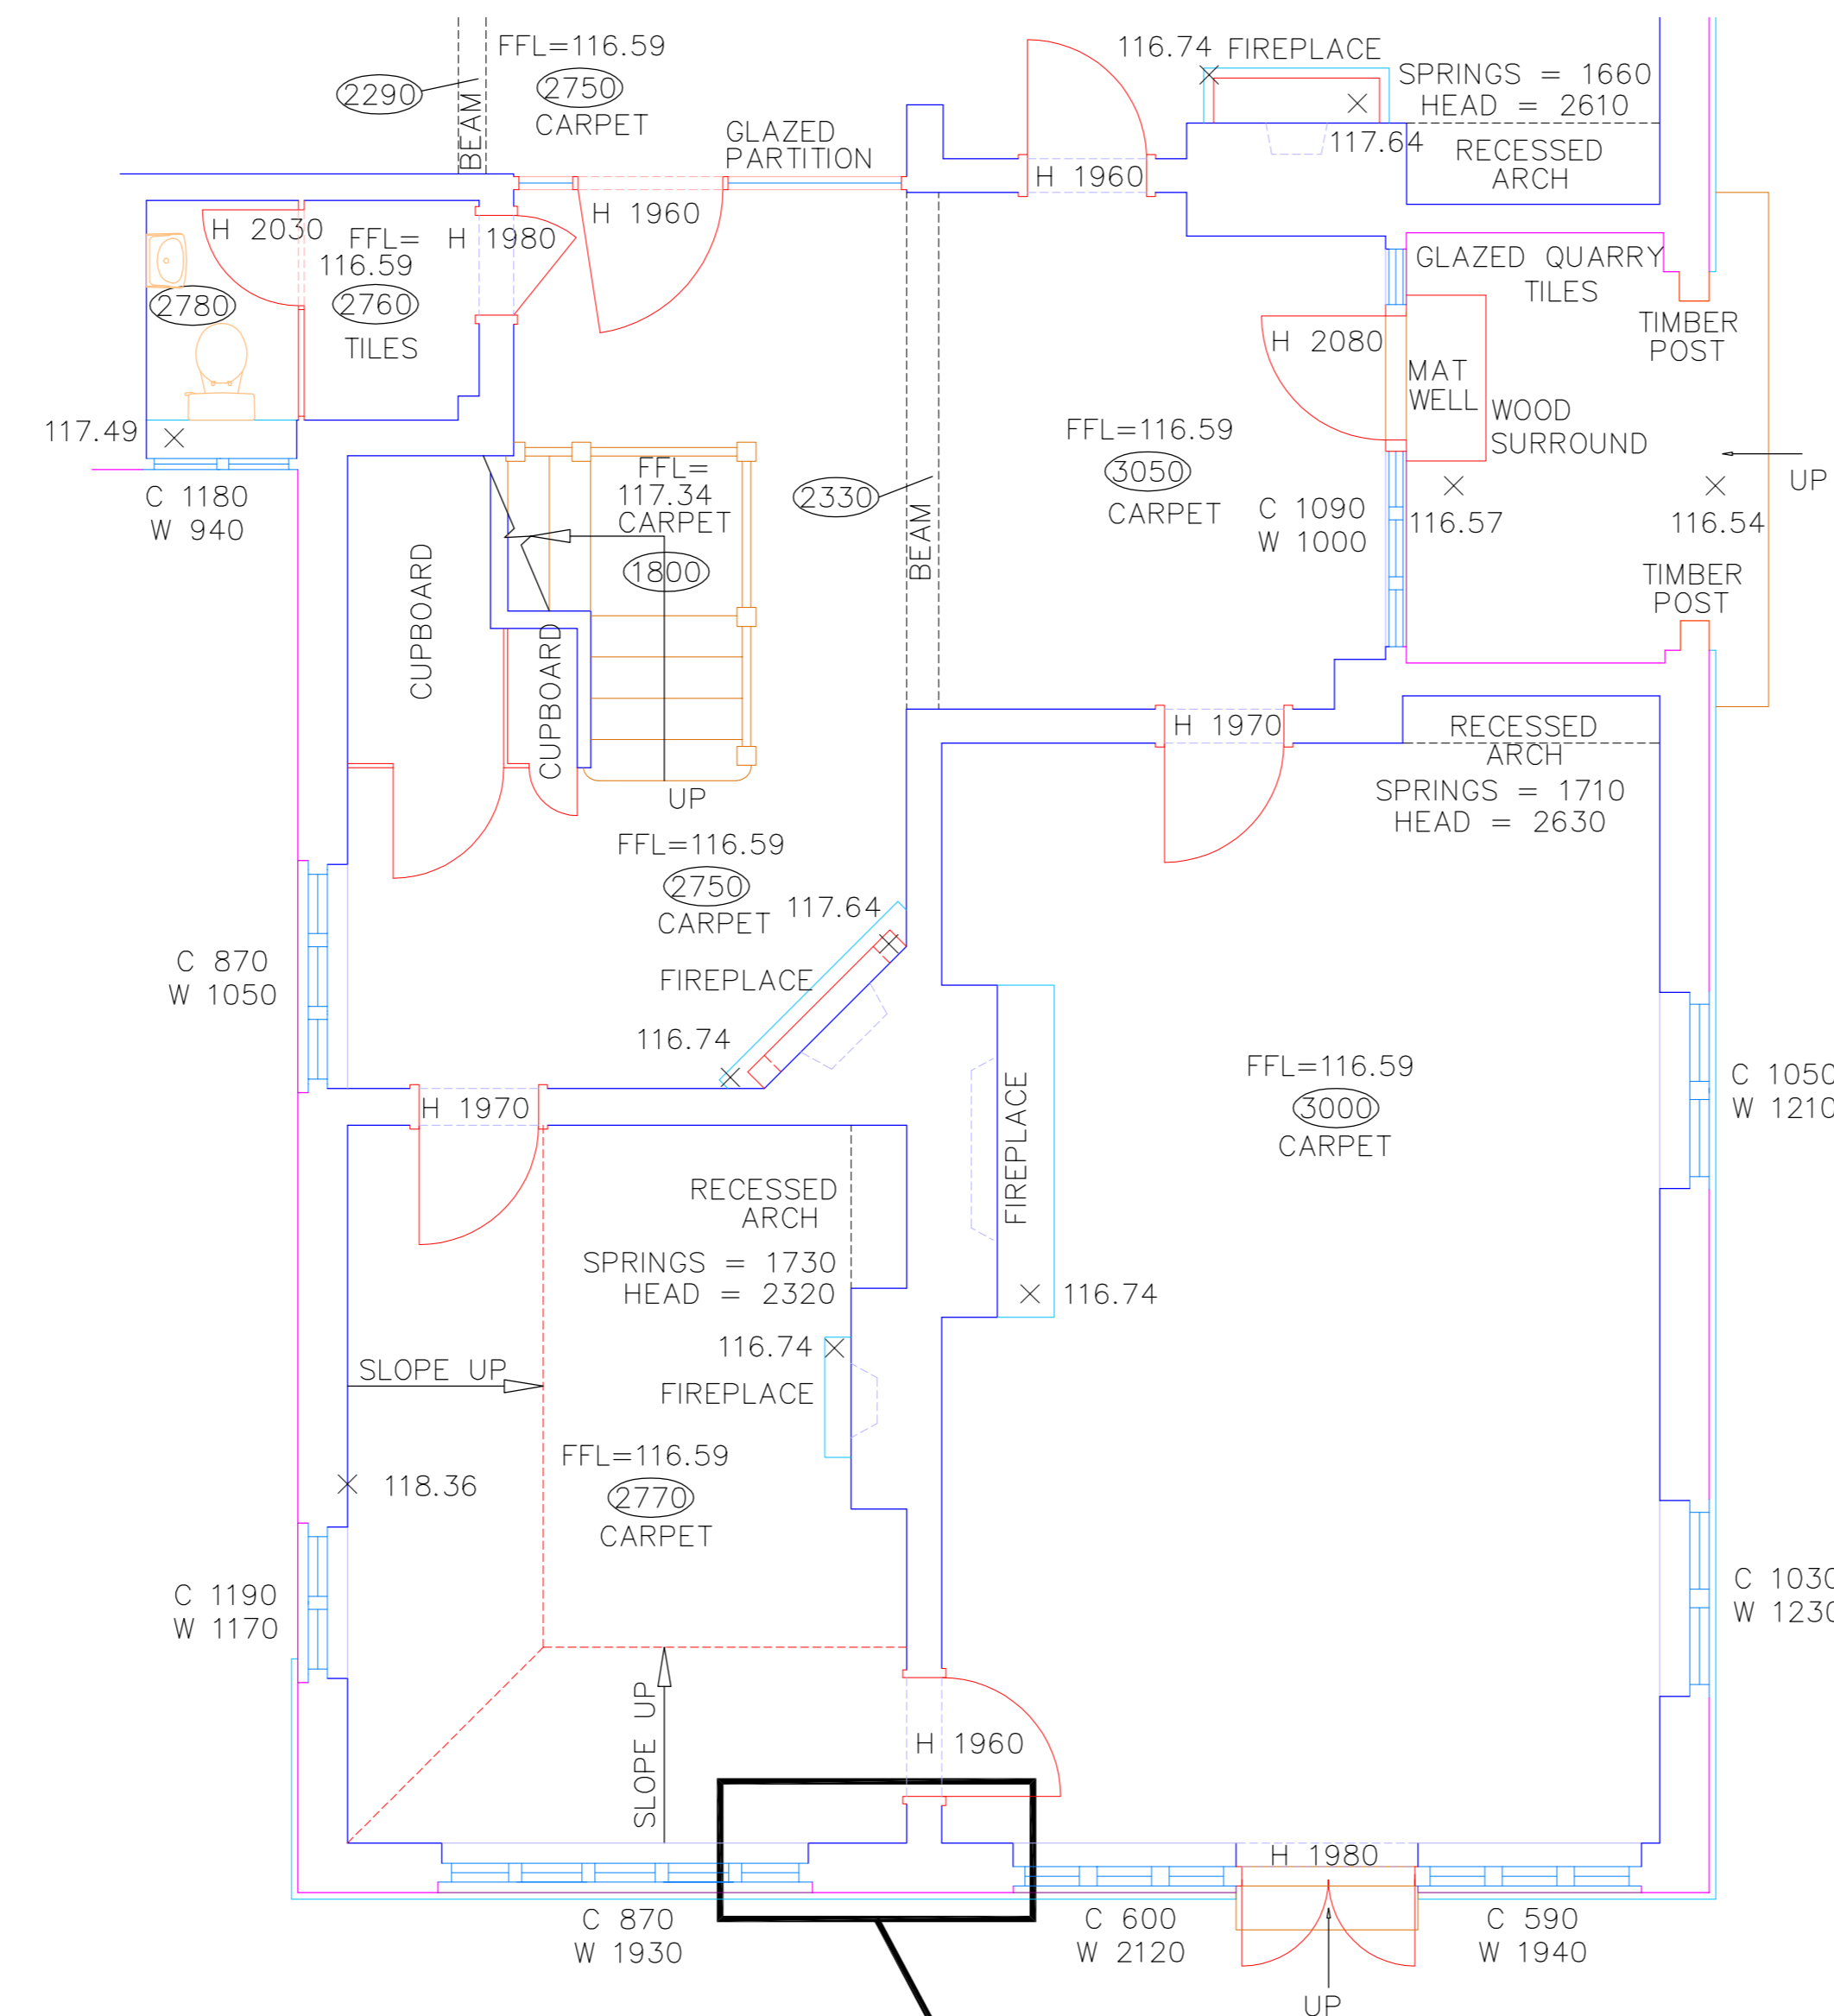 FFL=116.59
2750
CARPET
2290
BEAM
GLAZED
PARTITION
116.74 FIREPLACE
117.64
SPRINGS = 1660
HEAD = 2610
RECESSED
ARCH
H 1960
H 1960
H 2030
FFL=
116.59
2760
TILES
H 1980
2780
117.49
C 1180
W 940
GLAZED QUARRY
TILES
TIMBER
POST
H 2080
MAT
WELL
WOOD
SURROUND
UP
116.57
116.54
TIMBER
POST
FFL=116.59
3050
CARPET
C 1090
W 1000
FFL=
117.34
CARPET
1800
2330
BEAM
CUPBOARD
CUPBOARD
UP
H 1970
RECESSED
ARCH
SPRINGS = 1710
HEAD = 2630
FFL=116.59
2750
CARPET
117.64
FIREPLACE
116.74
C 870
W 1050
H 1970
FIREPLACE
116.74
FFL=116.59
3000
CARPET
C 1050
W 1210
RECESSED
ARCH
SPRINGS = 1730
HEAD = 2320
116.74
FIREPLACE
SLOPE UP
FFL=116.59
2770
CARPET
118.36
C 1190
W 1170
C 1030
W 1230
SLOPE UP
H 1960
H 1980
C 870
W 1930
C 600
W 2120
C 590
W 1940
UP